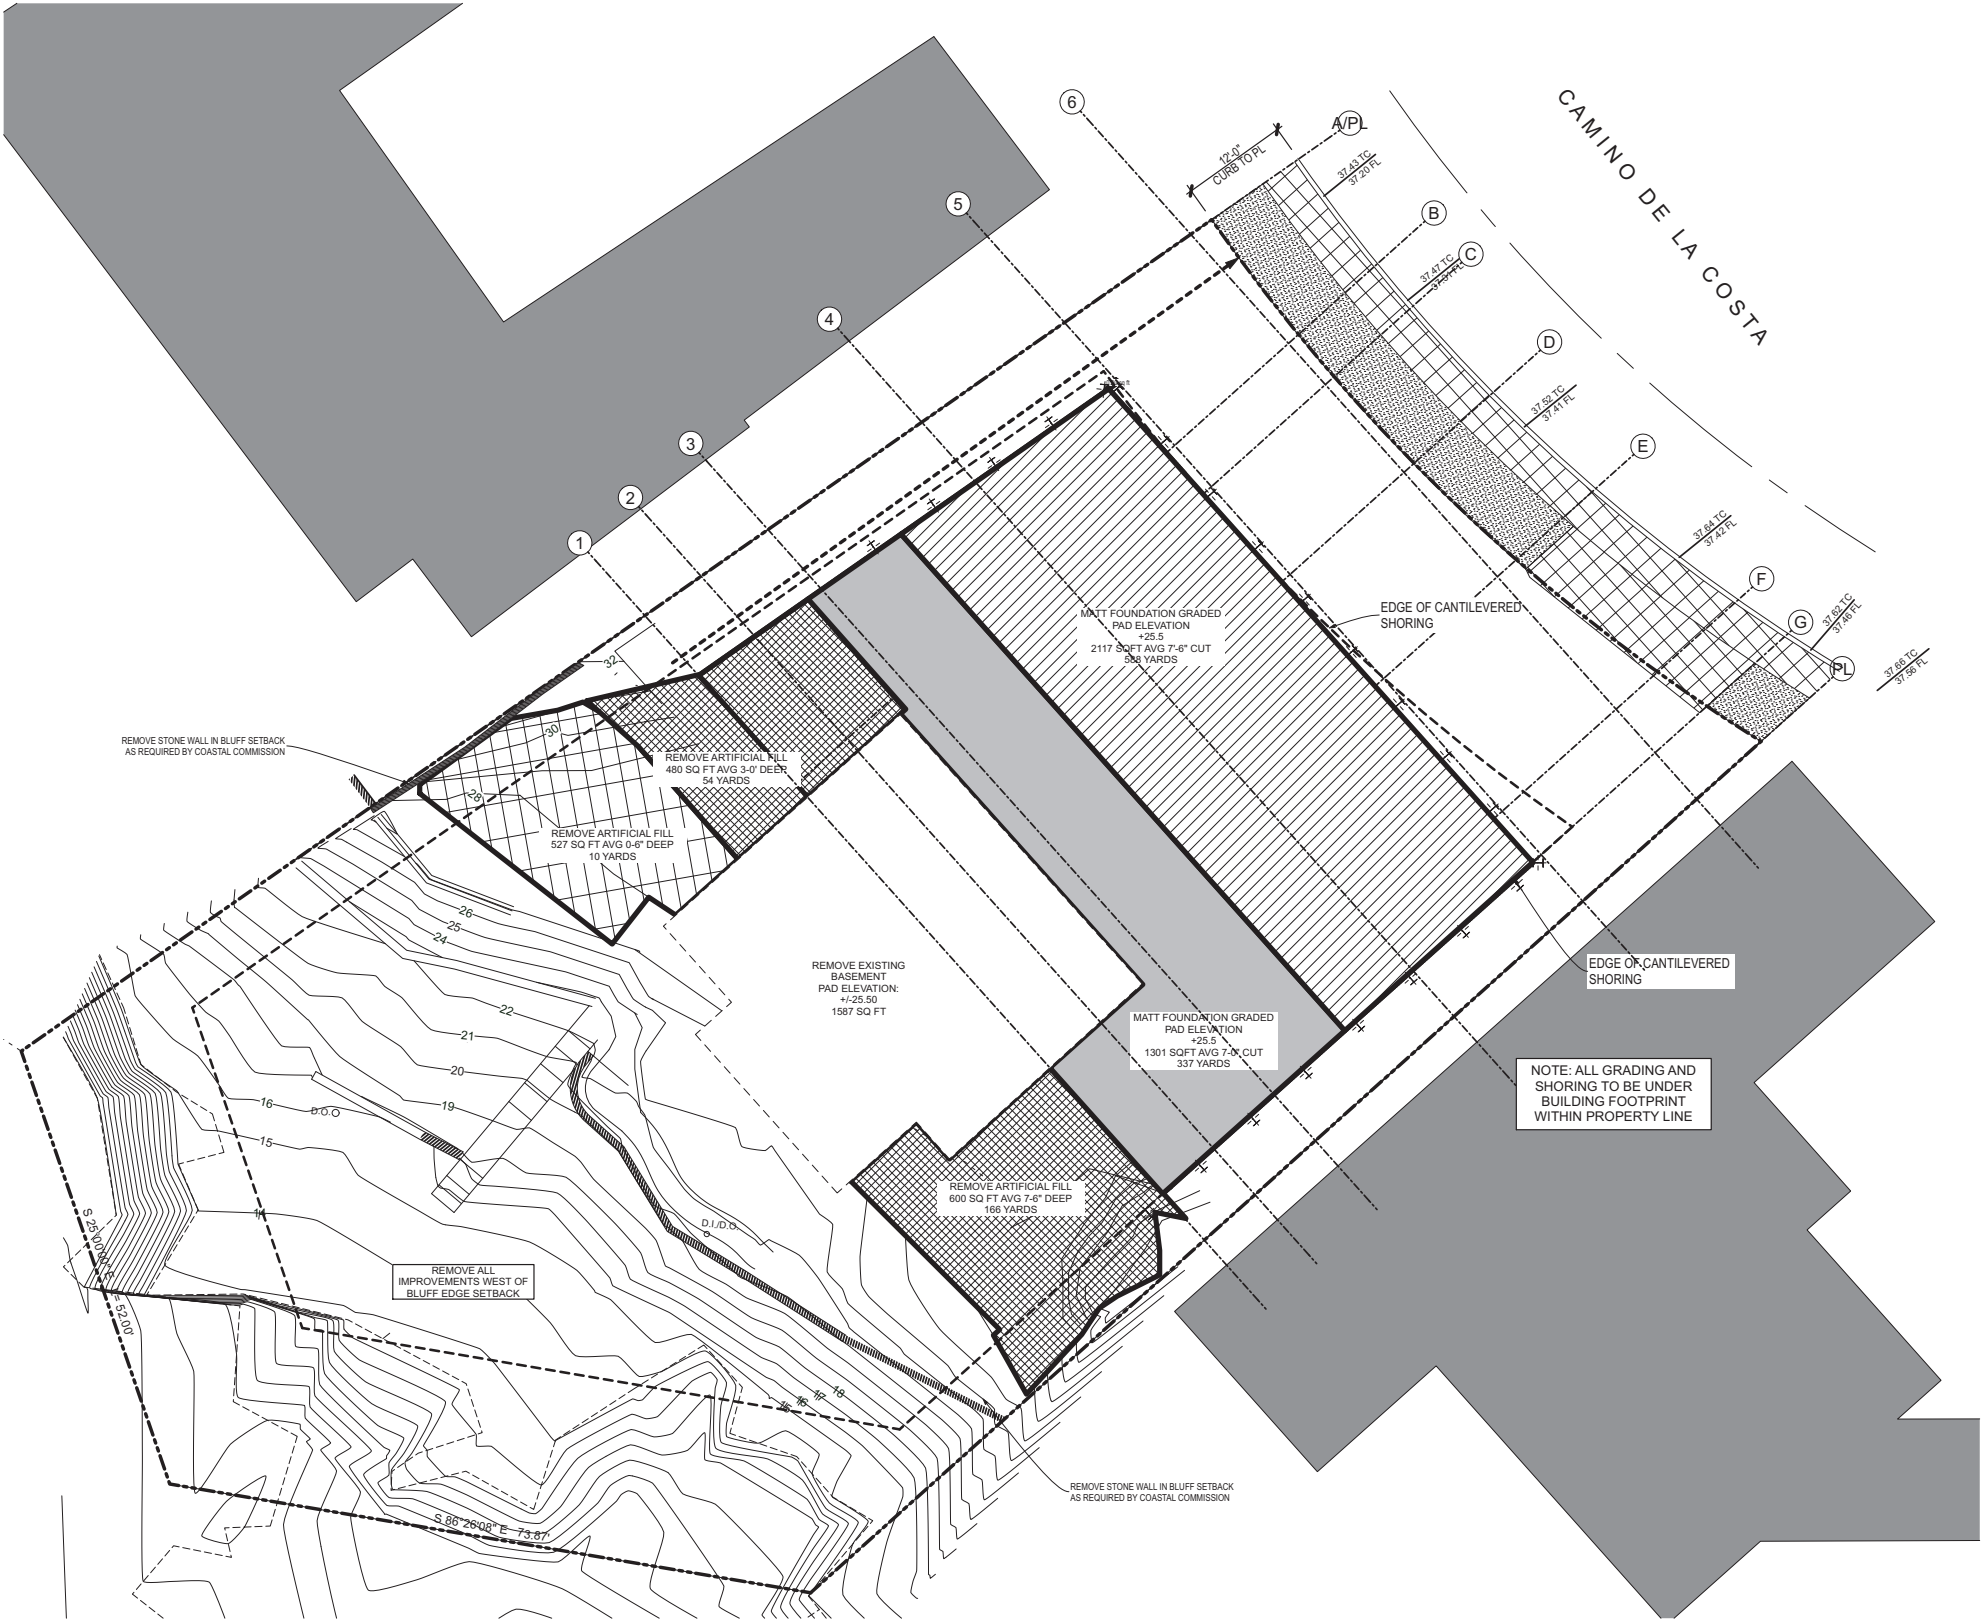 CAMINO DE LA COSTA
6
A/PL
12'-0"
CURB TO PL
37.43 TC
37.20 FL
5
B
C
37.47 TC
37.31 FL
4
D
37.52 TC
37.41 FL
3
E
2
37.64 TC
37.42 FL
1
F
G
37.62 TC
37.46 FL
PL
37.66 TC
37.56 FL
MATT FOUNDATION GRADED
PAD ELEVATION
+25.5
2117 SQFT AVG 7'-6" CUT
588 YARDS
EDGE OF CANTILEVERED
SHORING
32
30
28
REMOVE STONE WALL IN BLUFF SETBACK
AS REQUIRED BY COASTAL COMMISSION
REMOVE ARTIFICIAL FILL
480 SQ FT AVG 3-0' DEEP
54 YARDS
REMOVE ARTIFICIAL FILL
527 SQ FT AVG 0-6" DEEP
10 YARDS
26
25
24
22
21
20
19
16
15
14
D.O.
REMOVE EXISTING
BASEMENT
PAD ELEVATION:
+/-25.50
1587 SQ FT
EDGE OF CANTILEVERED
SHORING
MATT FOUNDATION GRADED
PAD ELEVATION
+25.5
1301 SQFT AVG 7-0" CUT
337 YARDS
NOTE: ALL GRADING AND
SHORING TO BE UNDER
BUILDING FOOTPRINT
WITHIN PROPERTY LINE
REMOVE ARTIFICIAL FILL
600 SQ FT AVG 7-6" DEEP
166 YARDS
D.I./D.O.
S 25°00'00" E 52.00'
REMOVE ALL
IMPROVEMENTS WEST OF
BLUFF EDGE SETBACK
15 16 17 18
REMOVE STONE WALL IN BLUFF SETBACK
AS REQUIRED BY COASTAL COMMISSION
S 86°26'08" E 73.87'